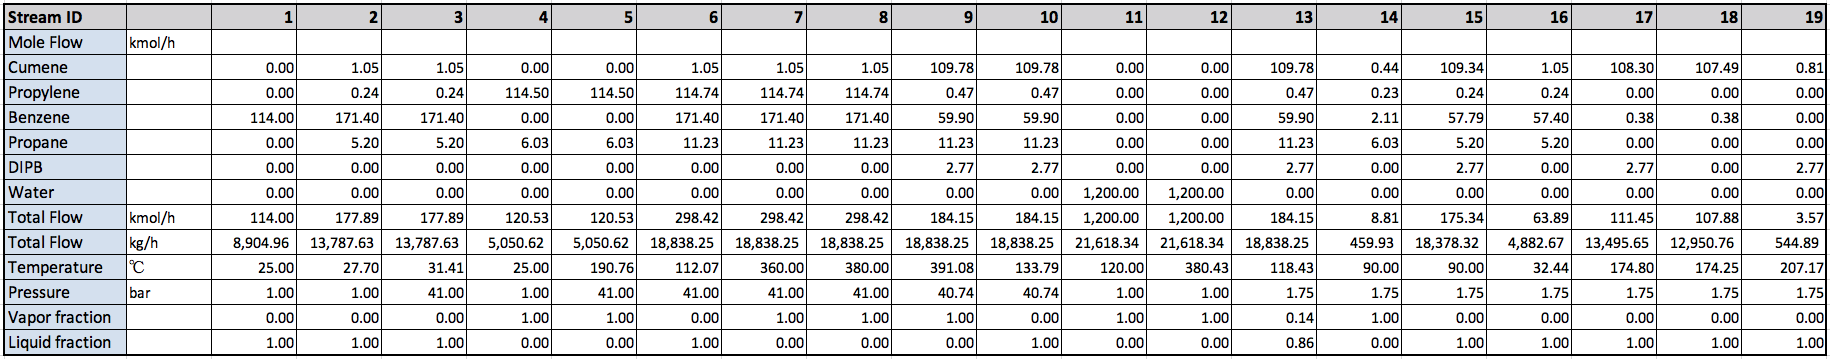 Stream ID 1 2 3 4 5 6 7 8 9 10 11 12 13 14 15 16 17 18 19
Mole Flow kmol/h
Cumene 0.00 1.05 1.05 0.00 0.00 1.05 1.05 1.05 109.78 109.78 0.00 0.00 109.78 0.44 109.34 1.05 108.30 107.49 0.81
Propylene 0.00 0.24 0.24 114.50 114.50 114.74 114.74 114.74 0.47 0.47 0.00 0.00 0.47 0.23 0.24 0.24 0.00 0.00 0.00
Benzene 114.00 171.40 171.40 0.00 0.00 171.40 171.40 171.40 59.90 59.90 0.00 0.00 59.90 2.11 57.79 57.40 0.38 0.38 0.00
Propane 0.00 5.20 5.20 6.03 6.03 11.23 11.23 11.23 11.23 11.23 0.00 0.00 11.23 6.03 5.20 5.20 0.00 0.00 0.00
DIPB 0.00 0.00 0.00 0.00 0.00 0.00 0.00 0.00 2.77 2.77 0.00 0.00 2.77 0.00 2.77 0.00 2.77 0.00 2.77
Water 0.00 0.00 0.00 0.00 0.00 0.00 0.00 0.00 0.00 0.00 1,200.00 1,200.00 0.00 0.00 0.00 0.00 0.00 0.00 0.00
Total Flow kmol/h 114.00 177.89 177.89 120.53 120.53 298.42 298.42 298.42 184.15 184.15 1,200.00 1,200.00 184.15 8.81 175.34 63.89 111.45 107.88 3.57
Total Flow kg/h 8,904.96 13,787.63 13,787.63 5,050.62 5,050.62 18,838.25 18,838.25 18,838.25 18,838.25 18,838.25 21,618.34 21,618.34 18,838.25 459.93 18,378.32 4,882.67 13,495.65 12,950.76 544.89
Temperature ℃ 25.00 27.70 31.41 25.00 190.76 112.07 360.00 380.00 391.08 133.79 120.00 380.43 118.43 90.00 90.00 32.44 174.80 174.25 207.17
Pressure bar 1.00 1.00 41.00 1.00 41.00 41.00 41.00 41.00 40.74 40.74 1.00 1.00 1.75 1.75 1.75 1.75 1.75 1.75 1.75
Vapor fraction 0.00 0.00 0.00 1.00 1.00 0.00 1.00 1.00 1.00 0.00 1.00 1.00 0.14 1.00 0.00 0.00 0.00 0.00 0.00
Liquid fraction 1.00 1.00 1.00 0.00 0.00 1.00 0.00 0.00 0.00 1.00 0.00 0.00 0.86 0.00 1.00 1.00 1.00 1.00 1.00